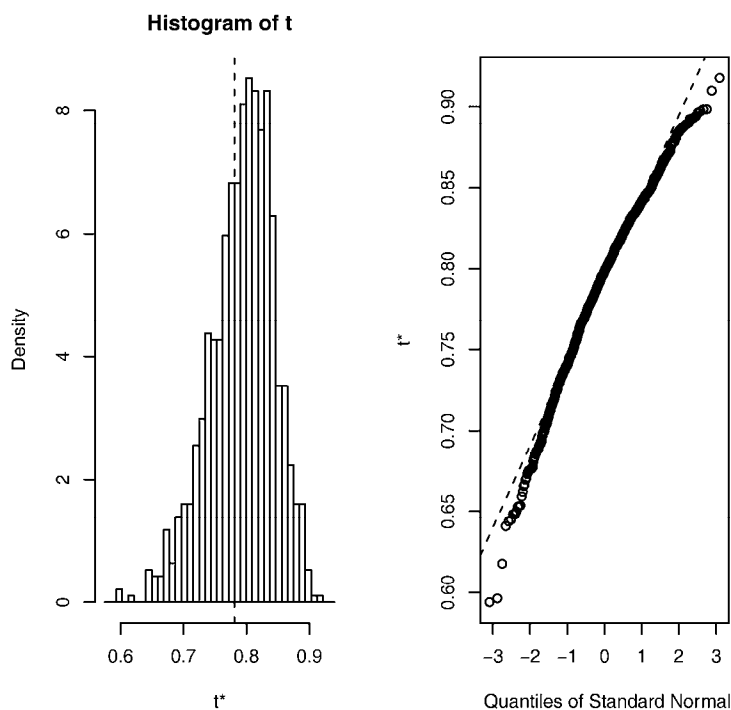 Histogram of t
Density
0
2
4
6
8
0.6 0.7 0.8 0.9
t*
t*
0.60
0.65
0.70
0.75
0.80
0.85
0.90
−3 −2 −1 0 1 2 3
Quantiles of Standard Normal